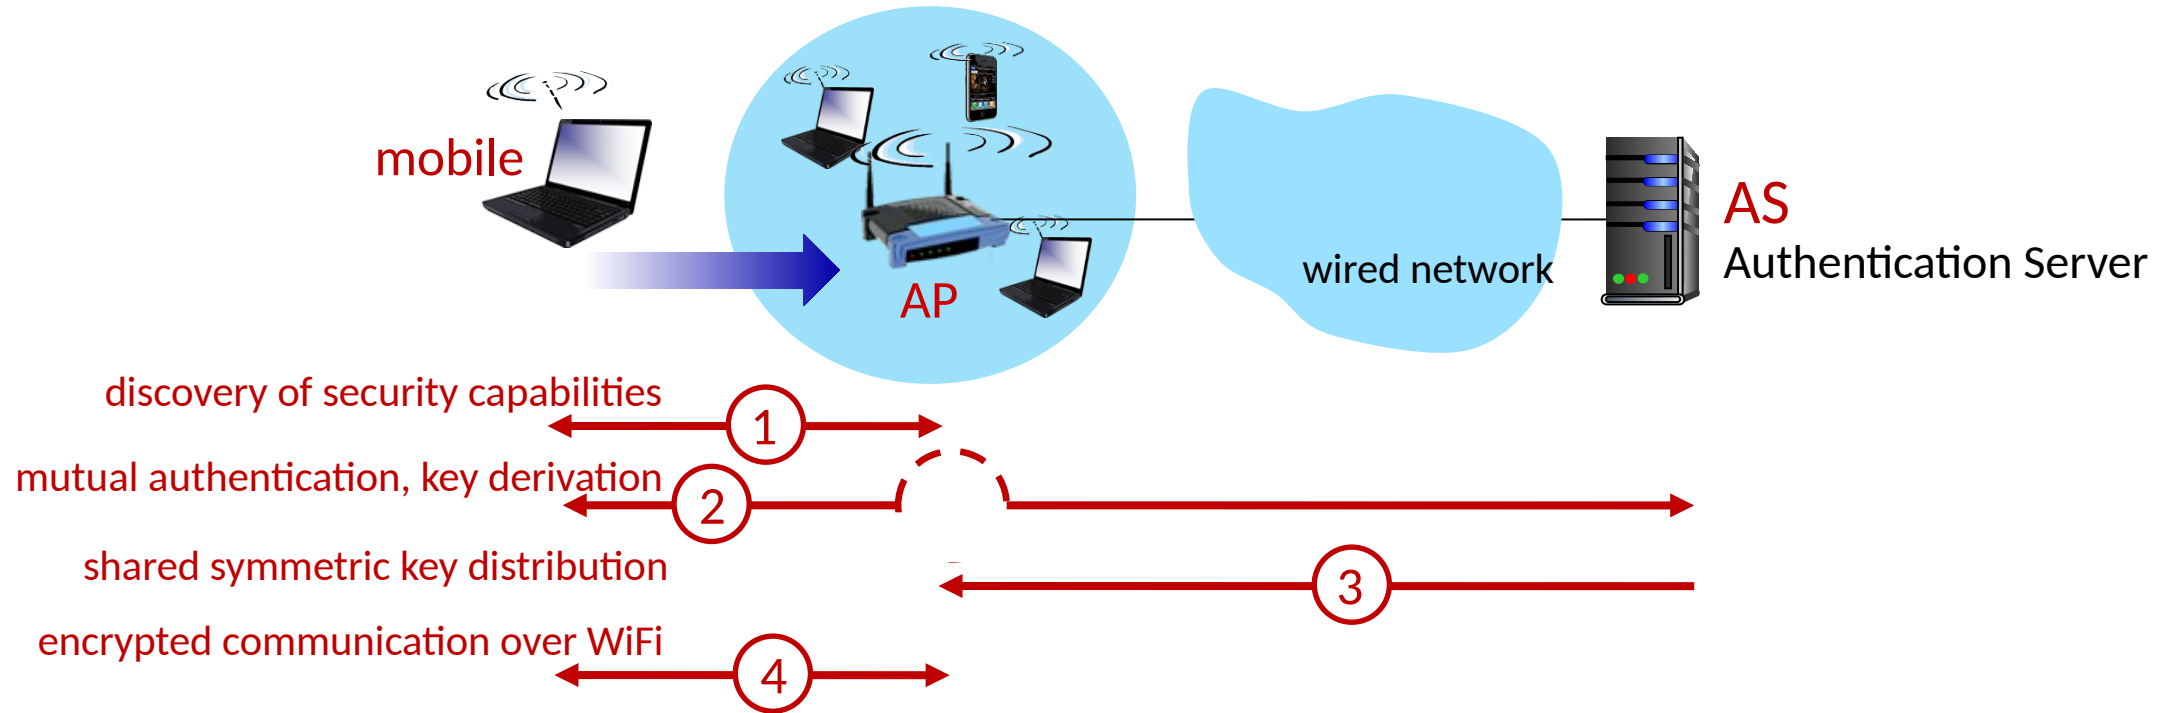 mobile
AP
wired network
AS
Authentication Server
discovery of security capabilities
1
mutual authentication, key derivation
2
shared symmetric key distribution
3
encrypted communication over WiFi
4